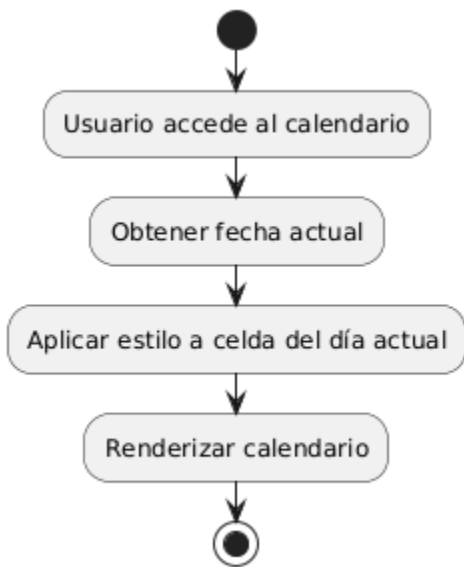 Usuario accede al calendario
Obtener fecha actual
Aplicar estilo a celda del día actual
Renderizar calendario